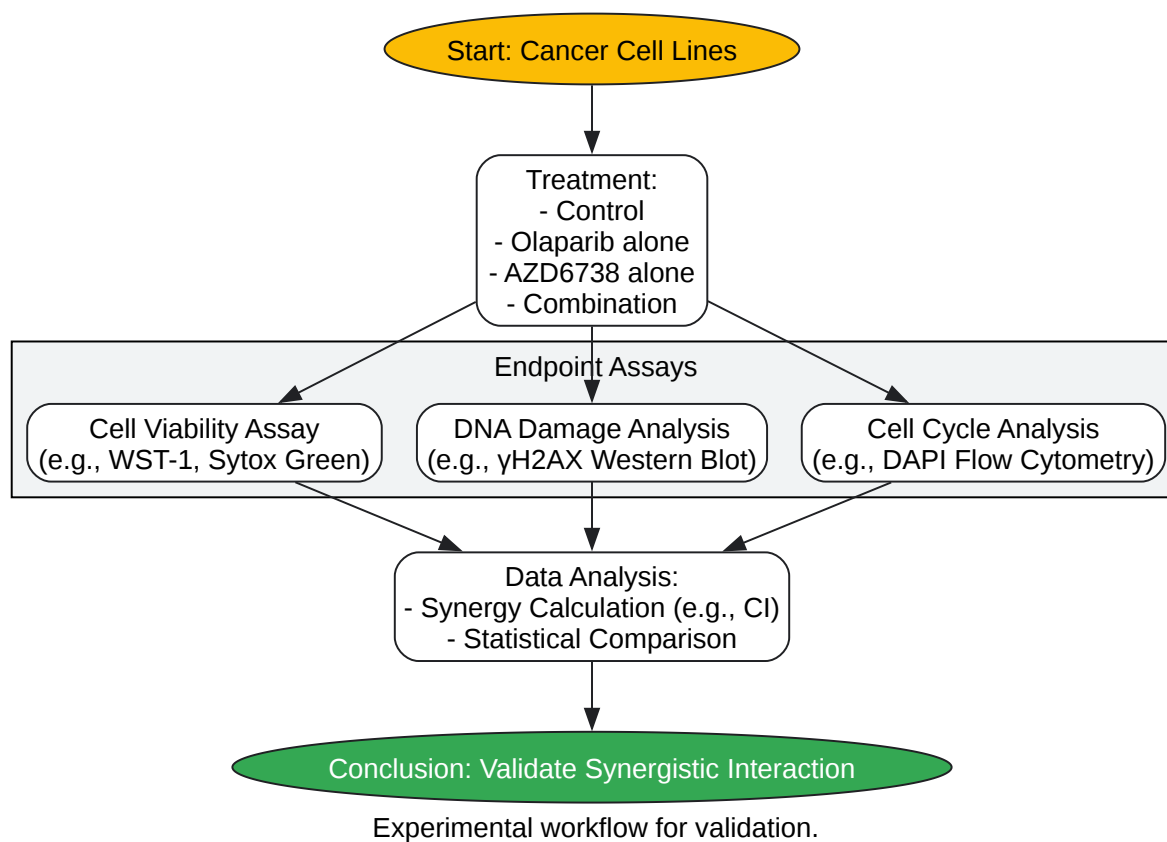 Start: Cancer Cell Lines
Treatment:
- Control
- Olaparib alone
- AZD6738 alone
- Combination
Endpoint Assays
Cell Viability Assay
(e.g., WST-1, Sytox Green)
DNA Damage Analysis
(e.g., γH2AX Western Blot)
Cell Cycle Analysis
(e.g., DAPI Flow Cytometry)
Data Analysis:
- Synergy Calculation (e.g., CI)
- Statistical Comparison
Conclusion: Validate Synergistic Interaction
Experimental workflow for validation.